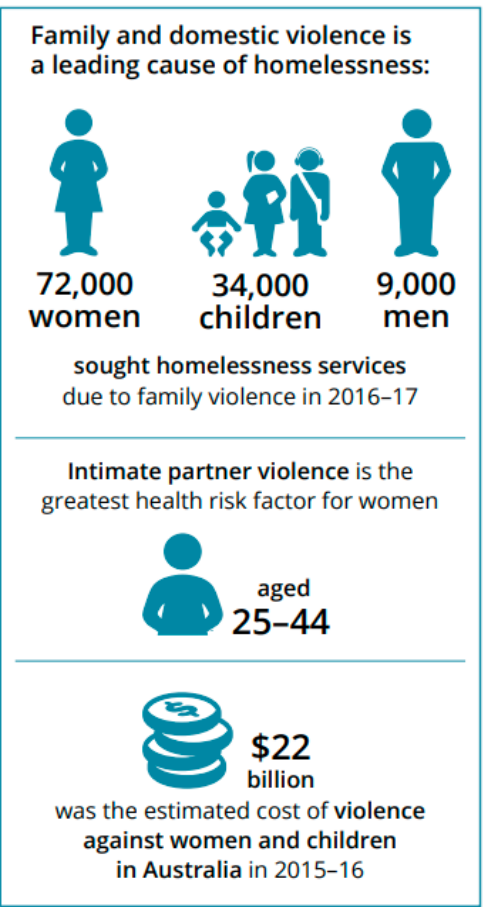 Family and domestic violence is
a leading cause of homelessness:
72,000
women
34,000
children
9,000
men
sought homelessness services
due to family violence in 2016–17
Intimate partner violence is the
greatest health risk factor for women
aged
25–44
$
$22
billion
was the estimated cost of violence
against women and children
in Australia in 2015–16